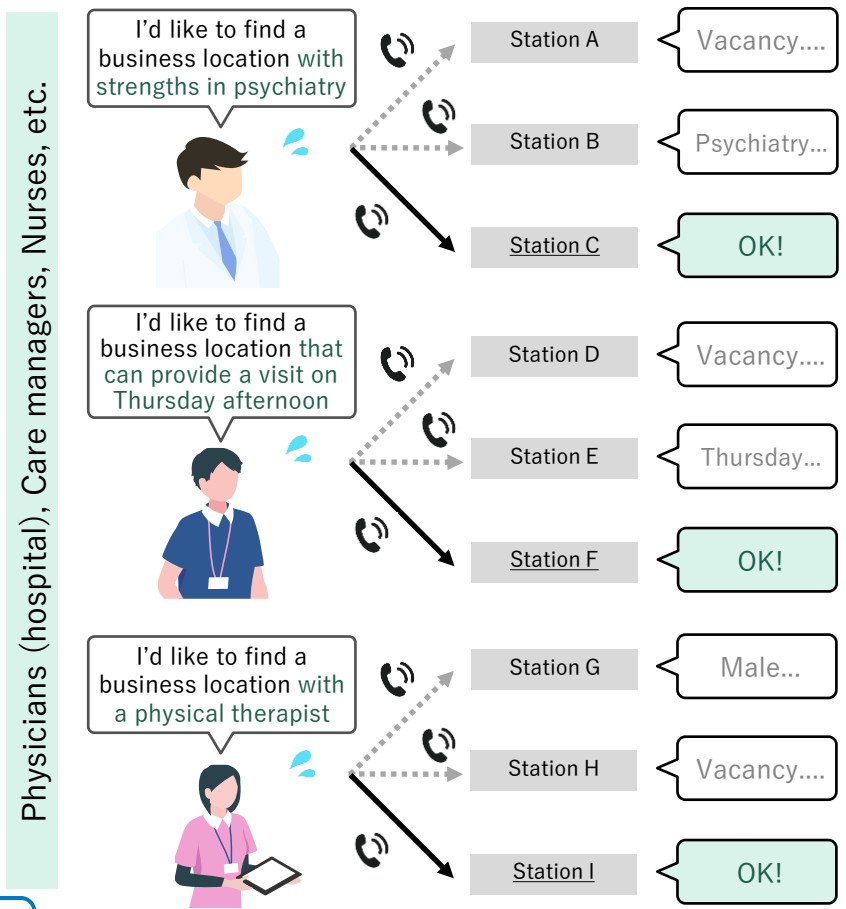 Physicians (hospital), Care managers, Nurses, etc.
I'd like to find a
business location with
strengths in psychiatry
Station A
Vacancy....
Station B
Psychiatry...
Station C
OK!
I'd like to find a
business location that
can provide a visit on
Thursday afternoon
Station D
Vacancy....
Station E
Thursday...
Station F
OK!
I'd like to find a
business location with
a physical therapist
Station G
Male...
Station H
Vacancy....
Station I
OK!